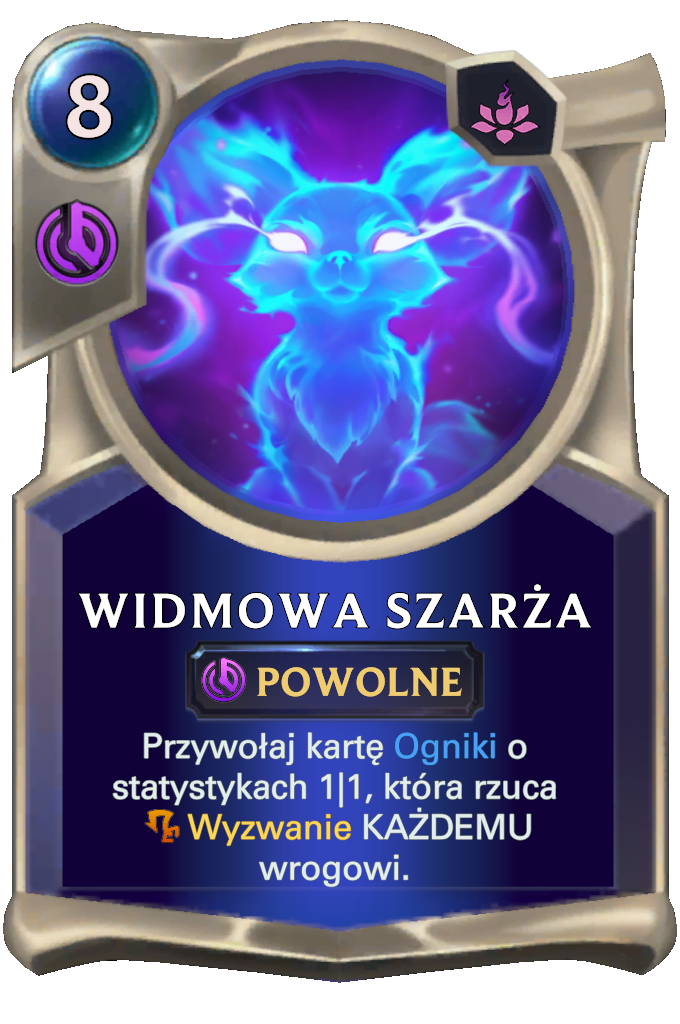 8
WIDMOWA SZARŻA
POWOLNE
Przywołaj kartę Ogniki o
statystykach 1|1, która rzuca
Wyzwanie KAŻDEMU
wrogowi.